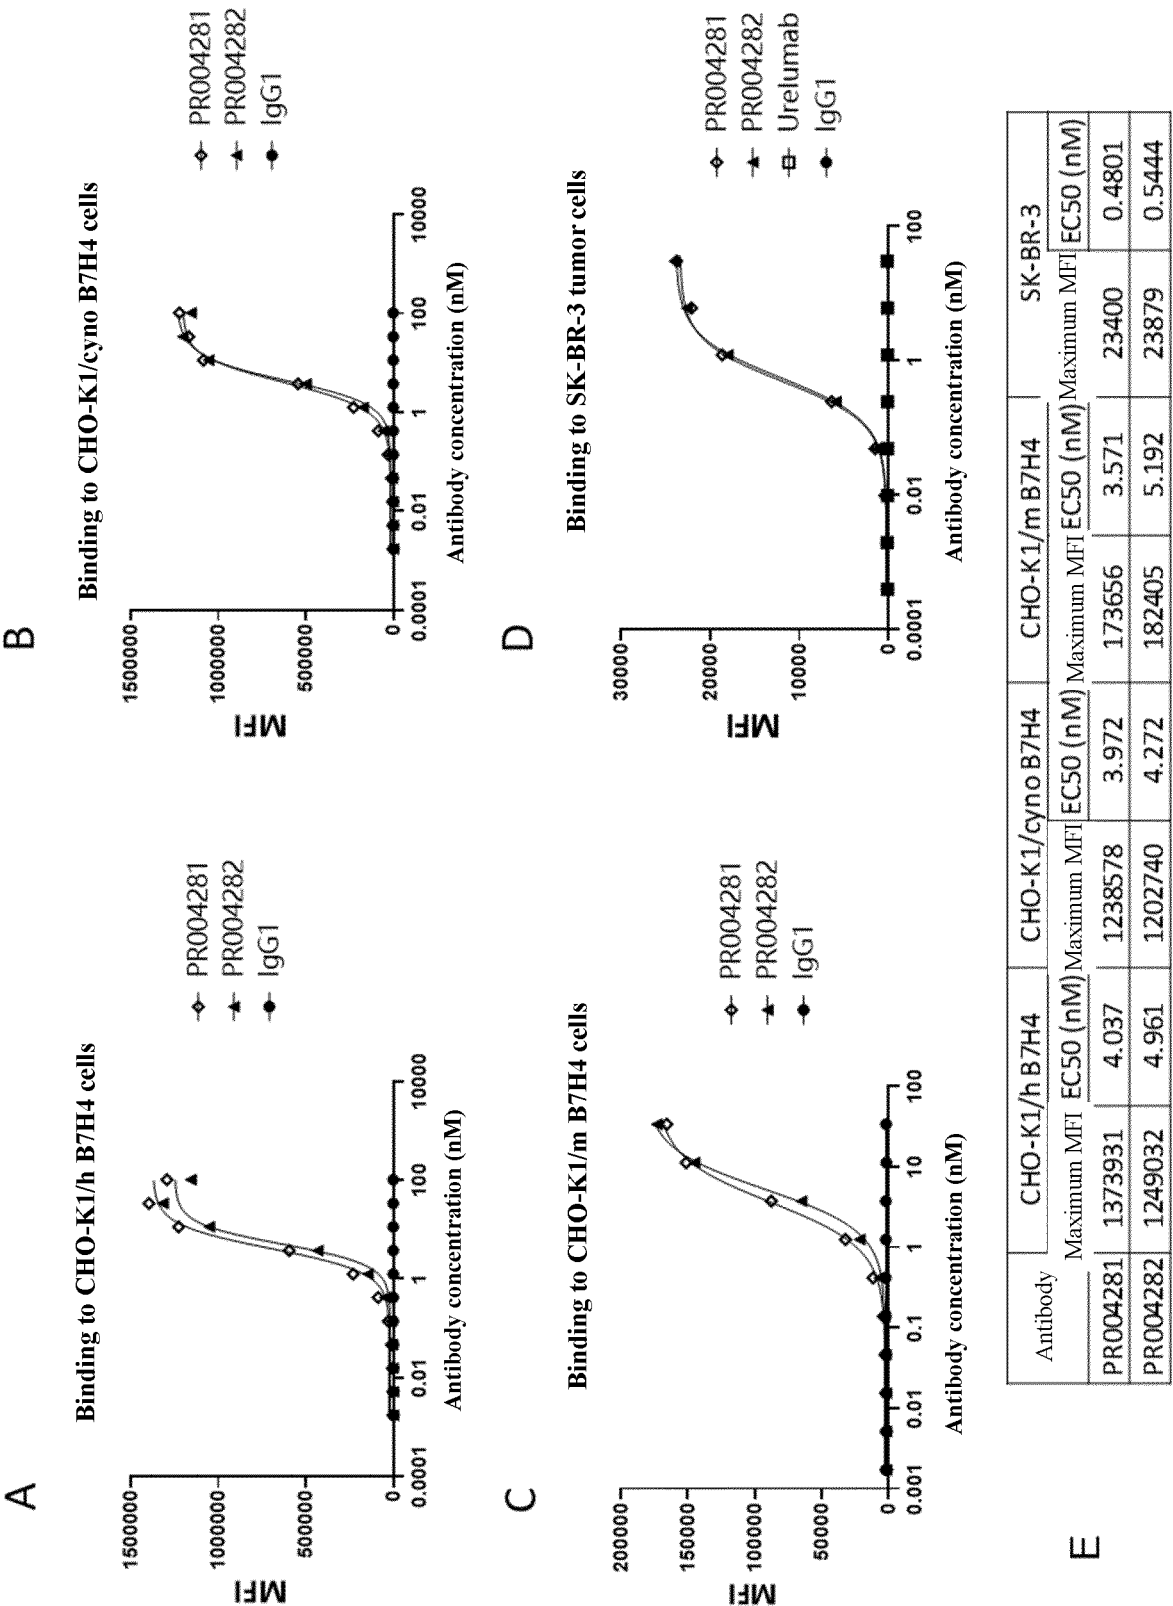 A
Binding to CHO-K1/h B7H4 cells
MFI
1500000
1000000
500000
0
0.0001
0.01
1
100
10000
Antibody concentration (nM)
PR004281
PR004282
IgG1
B
Binding to CHO-K1/cyno B7H4 cells
MFI
1500000
1000000
500000
0
0.0001
0.01
1
100
10000
Antibody concentration (nM)
PR004281
PR004282
IgG1
C
Binding to CHO-K1/m B7H4 cells
MFI
200000
150000
100000
50000
0
0.001
0.01
0.1
1
10
100
Antibody concentration (nM)
PR004281
PR004282
IgG1
D
Binding to SK-BR-3 tumor cells
MFI
30000
20000
10000
0
0.0001
0.01
1
100
Antibody concentration (nM)
PR004281
PR004282
Urelumab
IgG1
E
Antibody CHO-K1/h B7H4 CHO-K1/cyno B7H4 CHO-K1/m B7H4 SK-BR-3
Maximum MFI EC50 (nM) Maximum MFI EC50 (nM) Maximum MFI EC50 (nM) Maximum MFI EC50 (nM)
PR004281 1373931 4.037 1238578 3.972 173656 3.571 23400 0.4801
PR004282 1249032 4.961 1202740 4.272 182405 5.192 23879 0.5444